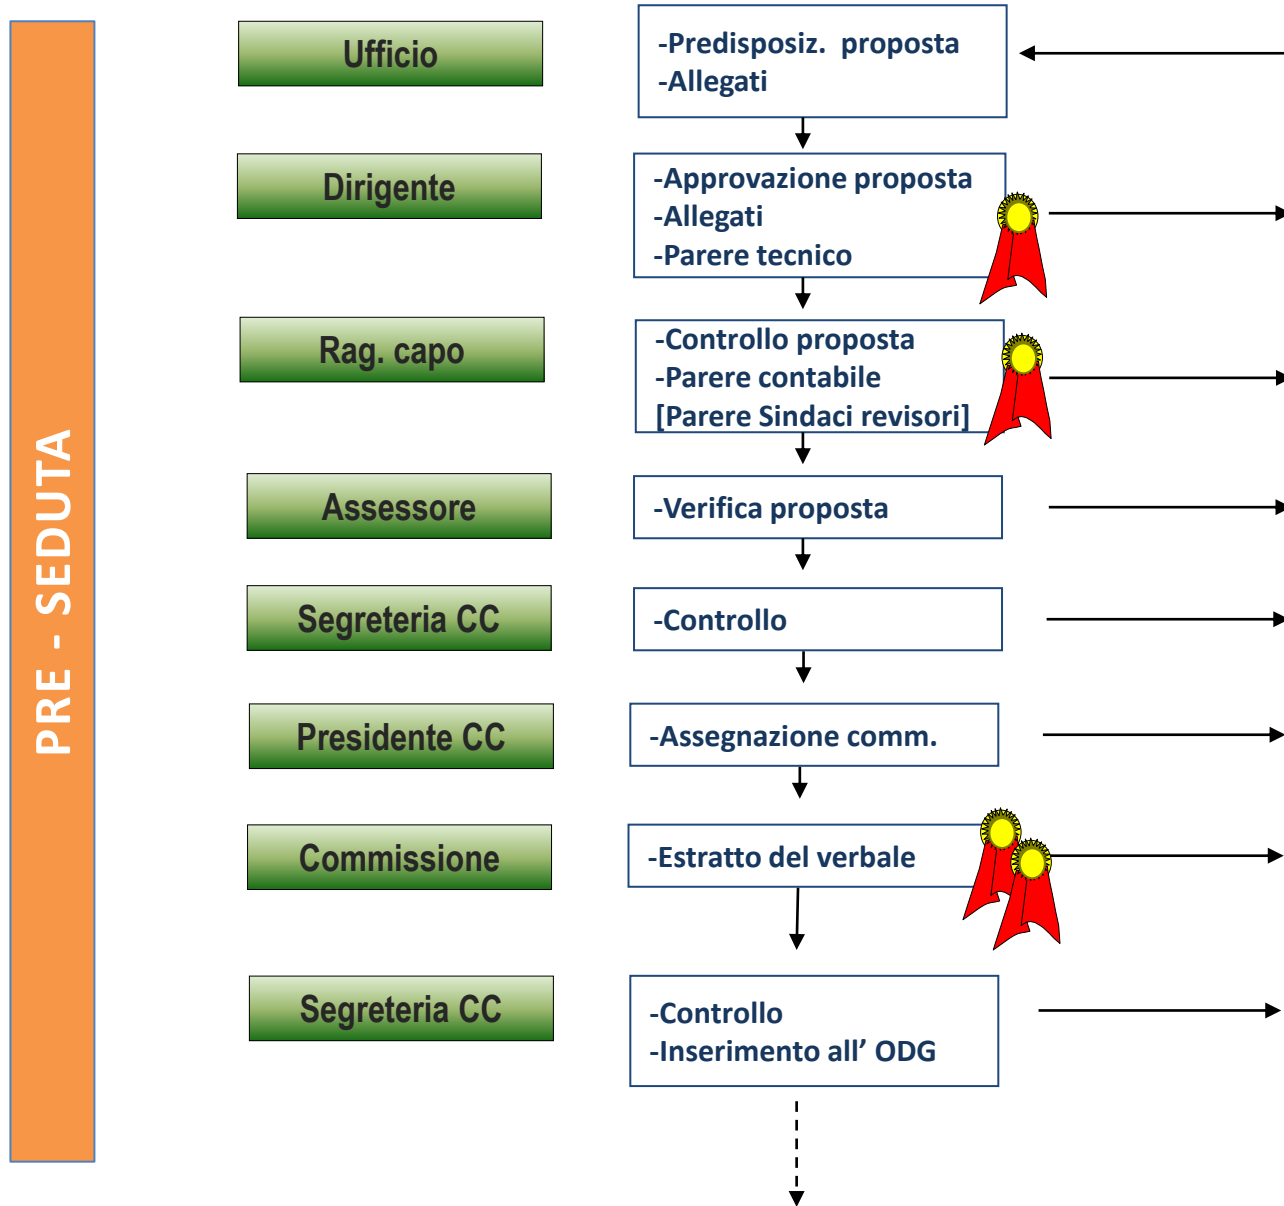 PRE - SEDUTA
Ufficio
-Predisposiz. proposta
-Allegati
Dirigente
-Approvazione proposta
-Allegati
-Parere tecnico
Rag. capo
-Controllo proposta
-Parere contabile
[Parere Sindaci revisori]
Assessore
-Verifica proposta
Segreteria CC
-Controllo
Presidente CC
-Assegnazione comm.
Commissione
-Estratto del verbale
Segreteria CC
-Controllo
-Inserimento all’ ODG